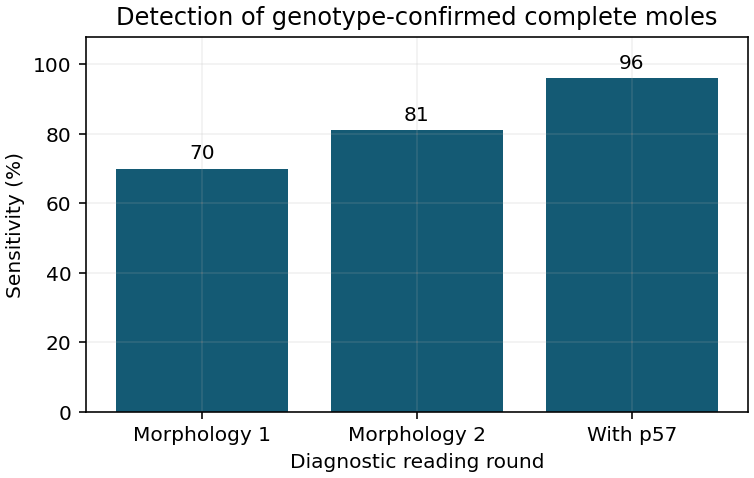 Detection of genotype-confirmed complete moles
Sensitivity (%)
100
80
60
40
20
0
70
81
96
Morphology 1
Morphology 2
With p57
Diagnostic reading round